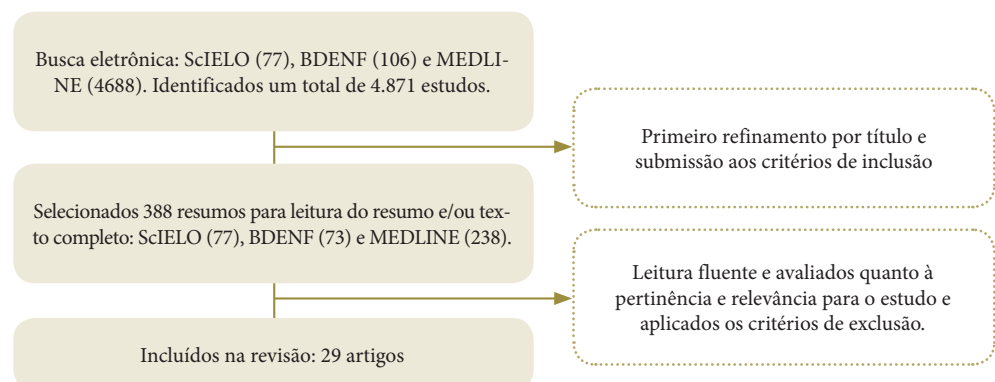 Busca eletrônica: ScIELO (77), BDENF (106) e MEDLI-
NE (4688). Identificados um total de 4.871 estudos.
Primeiro refinamento por título e
submissão aos critérios de inclusão
Selecionados 388 resumos para leitura do resumo e/ou tex-
to completo: ScIELO (77), BDENF (73) e MEDLINE (238).
Leitura fluente e avaliados quanto à
pertinência e relevância para o estudo e
aplicados os critérios de exclusão.
Incluídos na revisão: 29 artigos